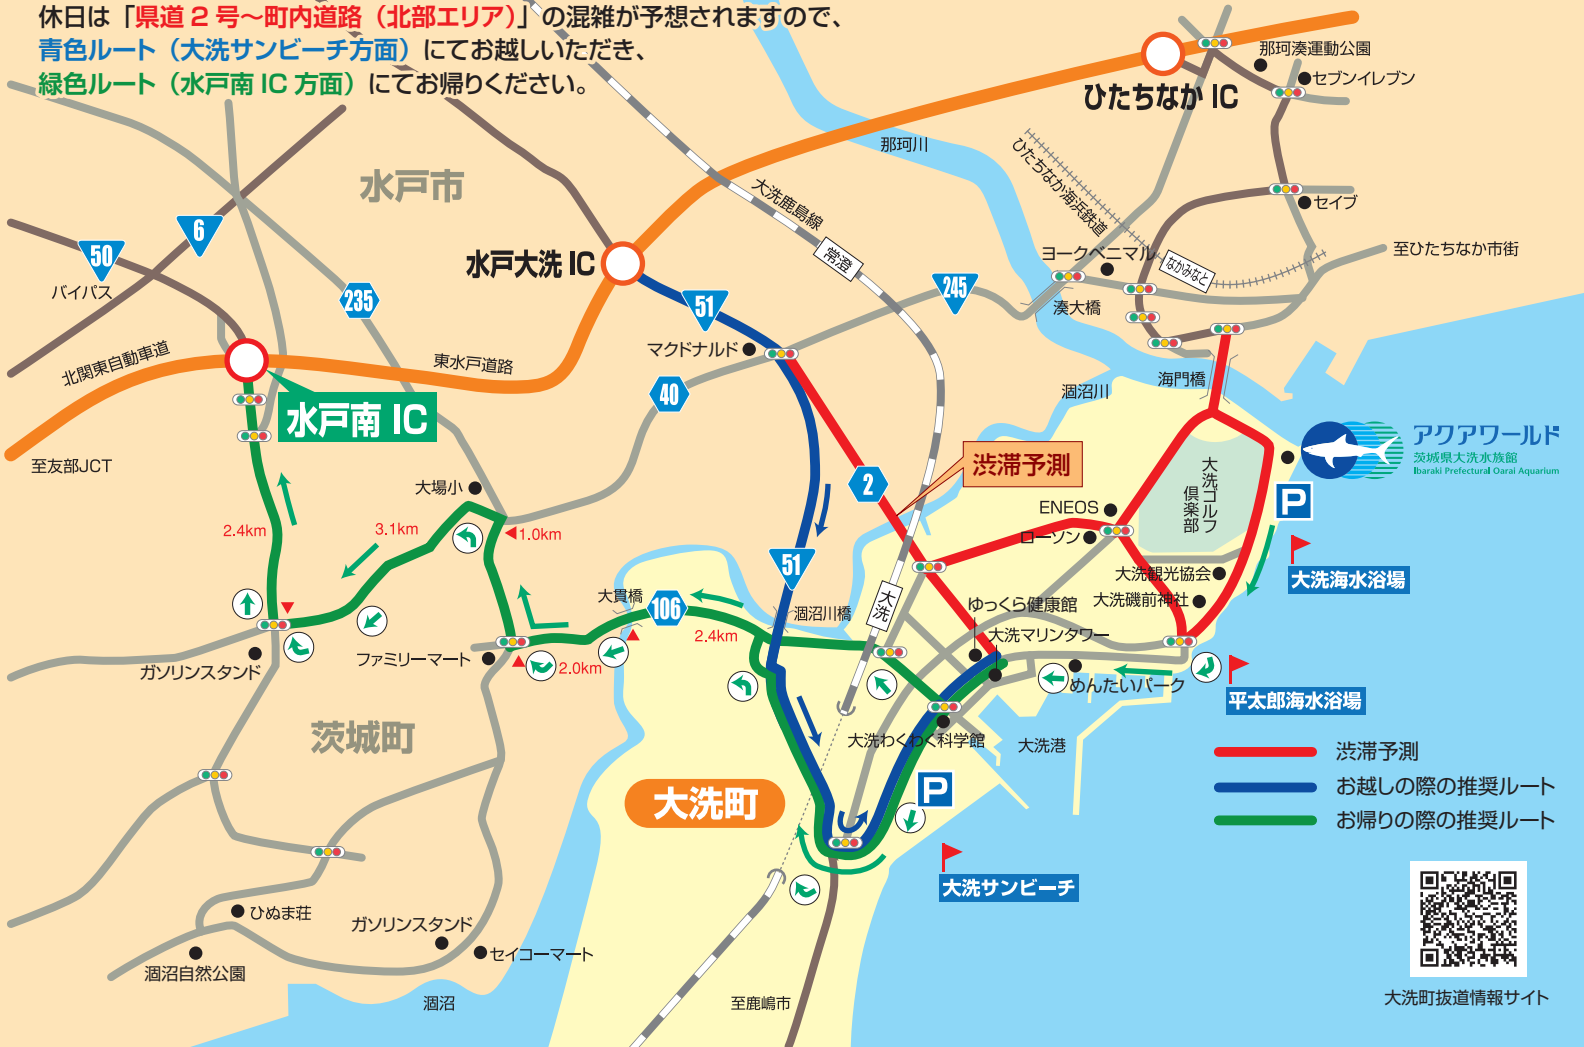 休日は「県道2号～町内道路（北部エリア）」の混雑が予想されますので、
青色ルート（大洗サンビーチ方面）にてお越しいただき、
緑色ルート（水戸南IC方面）にてお帰りください。
那珂湊運動公園
セブンイレブン
ひたちなかIC
那珂川
ひたちなか海浜鉄道
水戸市
大洗鹿島線
セイブ
6
50
バイパス
水戸大洗IC
常澄
ヨークベニマル
なかみなと
至ひたちなか市街
235
51
245
湊大橋
マクドナルド
北関東自動車道
東水戸道路
海門橋
涸沼川
40
水戸南IC
至友部JCT
アクアワールド
茨城県大洗水族館
Ibaraki Prefectural Oarai Aquarium
渋滞予測
大洗ゴルフ
倶楽部
2
大場小
P
ENEOS
ローソン
2.4km
3.1km
1.0km
51
大洗観光協会
大洗海水浴場
大貫橋
106
涸沼川橋
大洗
ゆっくら健康館
大洗磯前神社
大洗マリンタワー
2.4km
ガソリンスタンド
ファミリーマート
2.0km
めんたいパーク
平太郎海水浴場
茨城町
大洗わくわく科学館
大洗港
渋滞予測
お越しの際の推奨ルート
お帰りの際の推奨ルート
大洗町
P
大洗サンビーチ
ひぬま荘
ガソリンスタンド
セイコーマート
涸沼自然公園
涸沼
至鹿嶋市
大洗町抜道情報サイト